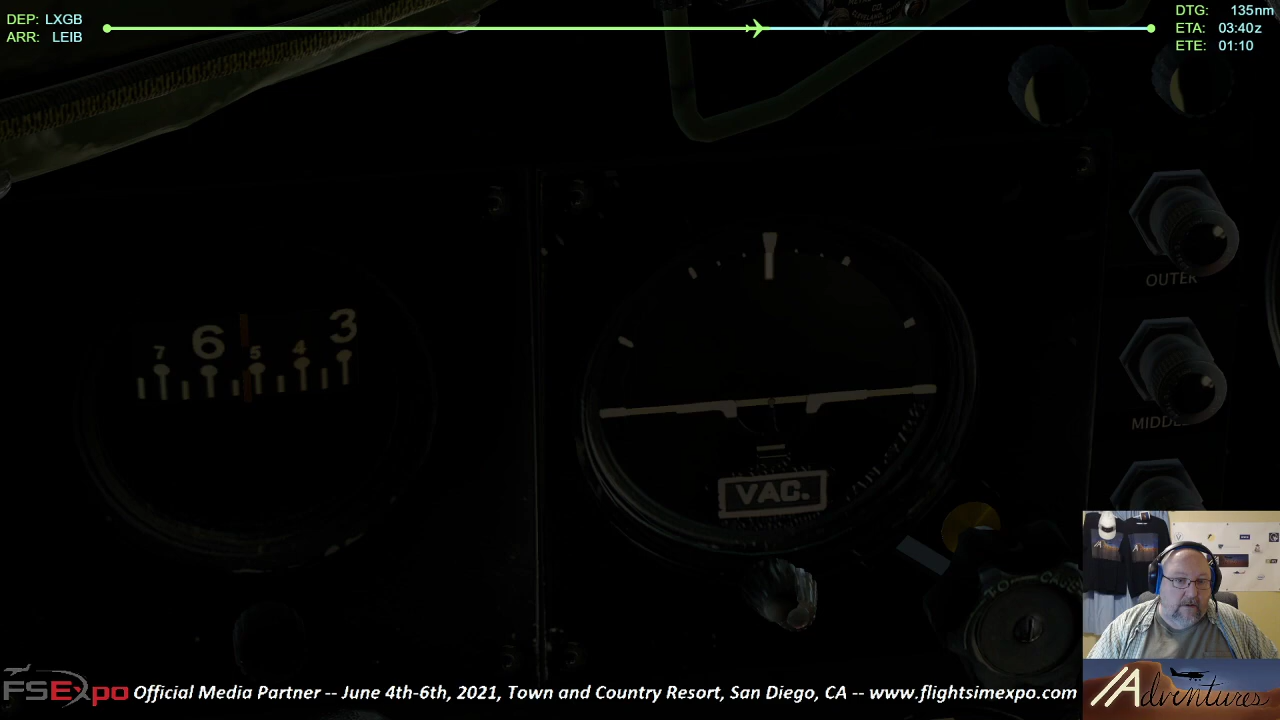 DEP: LXGB
ARR: LEIB
DTG: 135nm
ETA: 03:40z
ETE: 01:10
OUTER
7 6 5 4 3
VAC.
FSExpo Official Media Partner -- June 4th-6th, 2021, Town and Country Resort, San Diego, CA -- www.flightsimexpo.com
Adventures